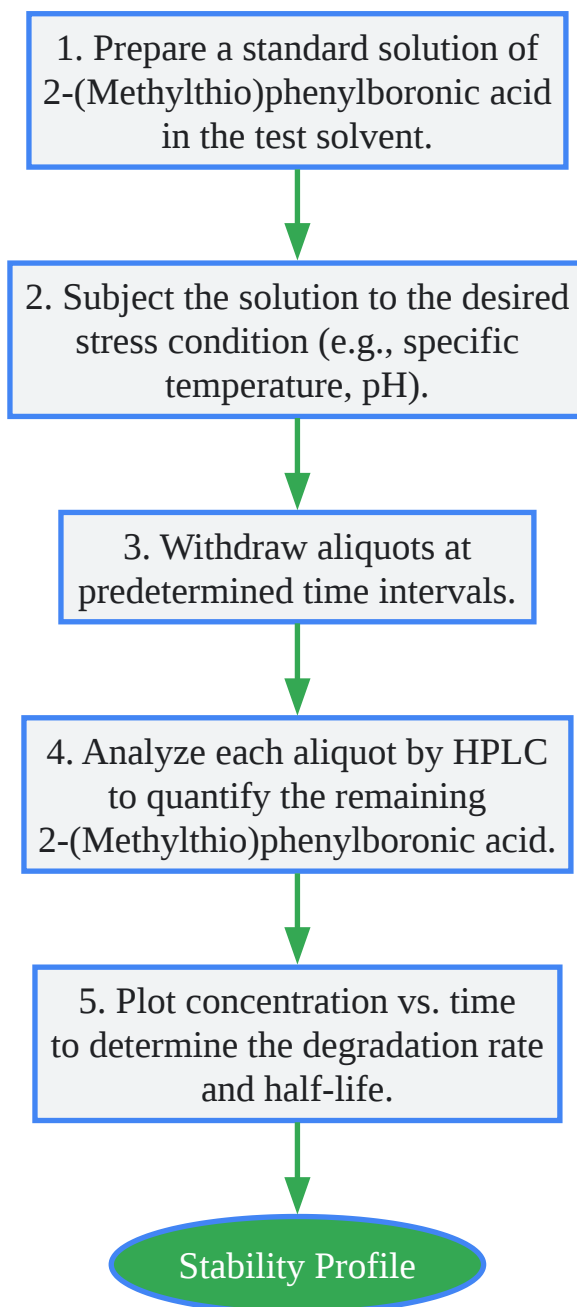 1. Prepare a standard solution of
2-(Methylthio)phenylboronic acid
in the test solvent.
2. Subject the solution to the desired
stress condition (e.g., specific
temperature, pH).
3. Withdraw aliquots at
predetermined time intervals.
4. Analyze each aliquot by HPLC
to quantify the remaining
2-(Methylthio)phenylboronic acid.
5. Plot concentration vs. time
to determine the degradation rate
and half-life.
Stability Profile